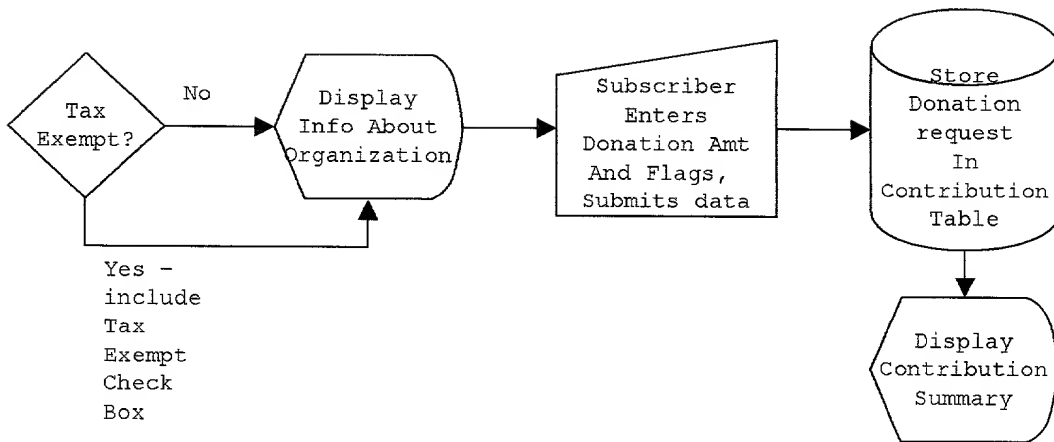 Tax
Exempt?
No
Display
Info About
Organization
Subscriber
Enters
Donation Amt
And Flags,
Submits data
Store
Donation
request
In
Contribution
Table
Yes –
include
Tax
Exempt
Check
Box
Display
Contribution
Summary